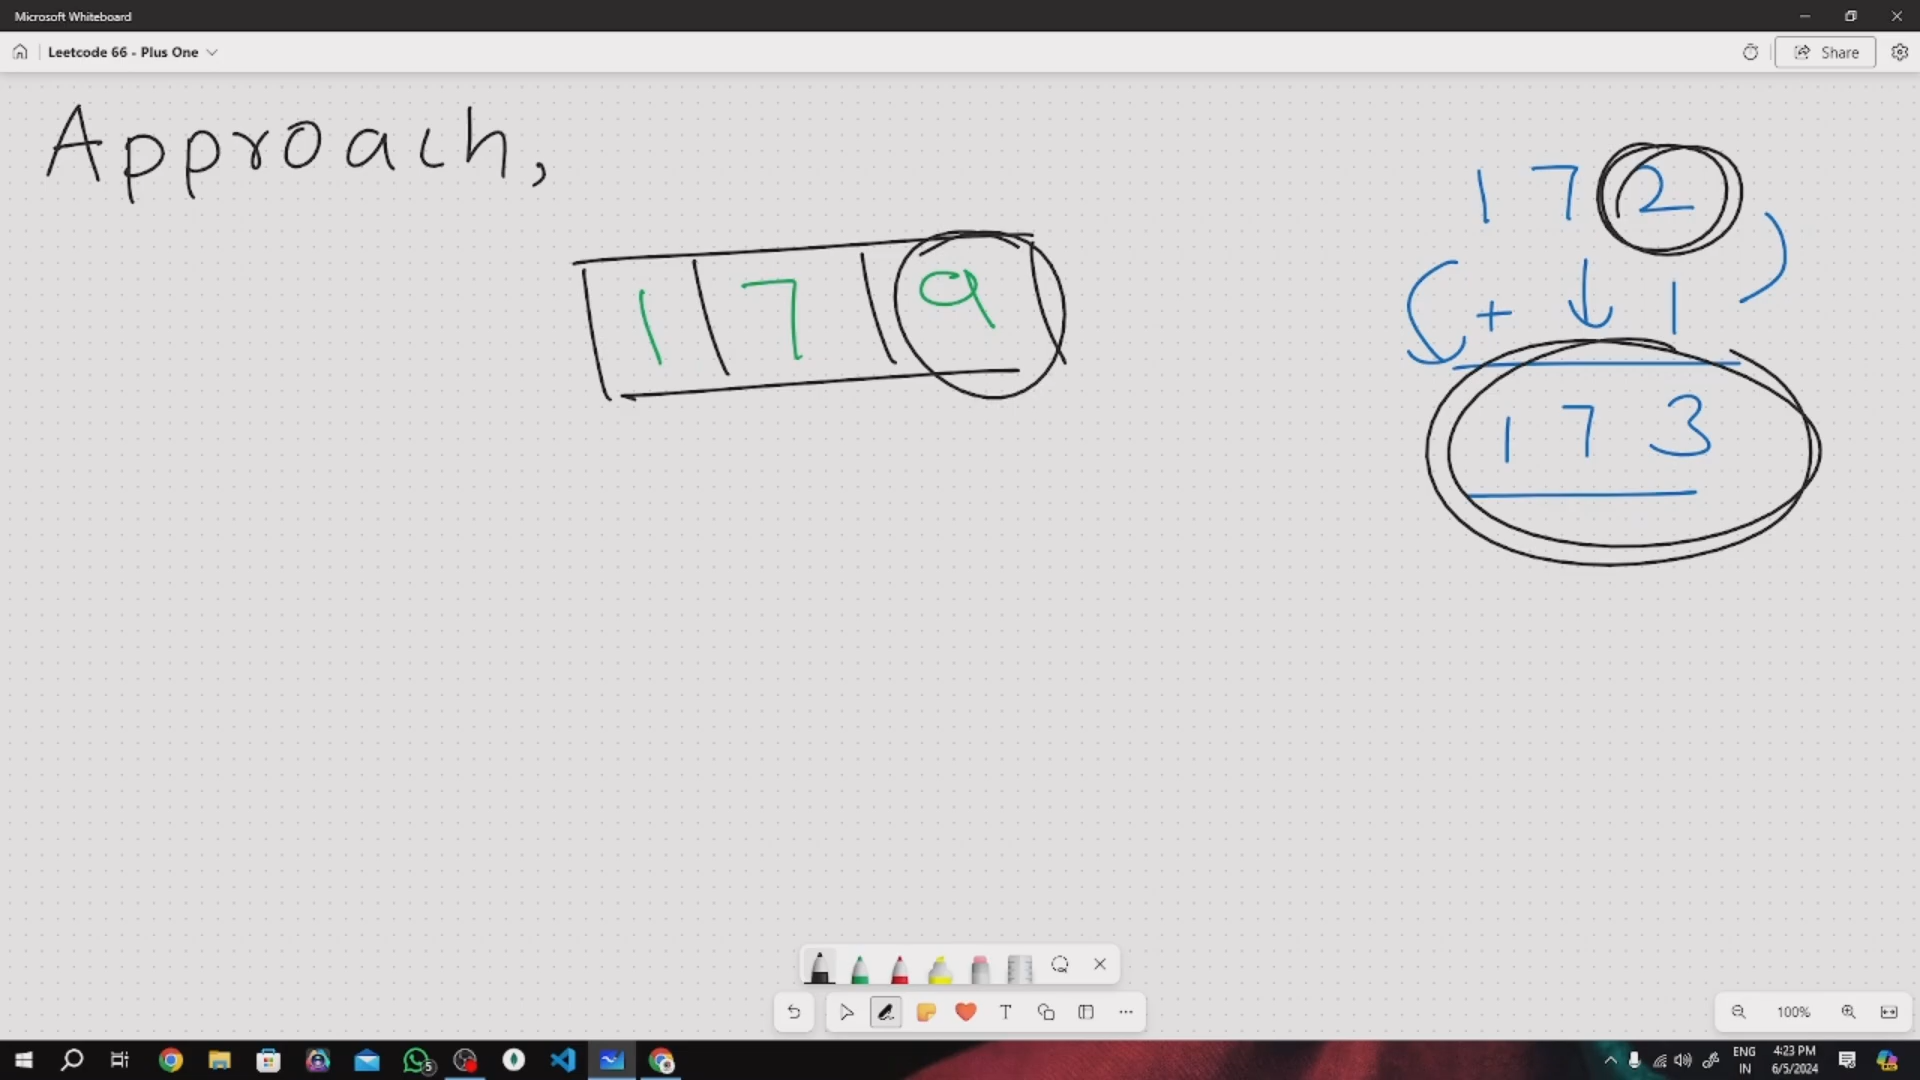 Microsoft Whiteboard
Leetcode 66 - Plus One
Share
Approach,
1 7 9
1 7 2
+ 1
1 7 3
T
100%
5
ENG
IN
4:23 PM
6/5/2024